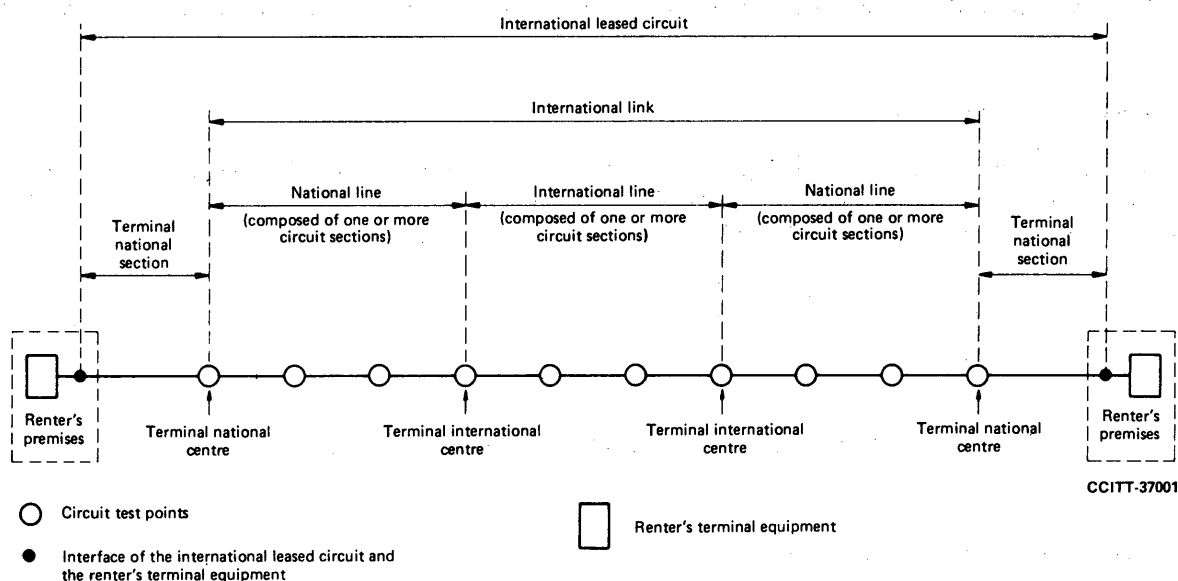 International leased circuit
International link
National line
(composed of one or more
circuit sections)
International line
(composed of one or more
circuit sections)
National line
(composed of one or more
circuit sections)
Terminal
national
section
Terminal
national
section
Renter's
premises
Terminal national
centre
Terminal international
centre
Terminal international
centre
Terminal national
centre
Renter's
premises
CCITT-37001
Circuit test points
Renter's terminal equipment
Interface of the international leased circuit and
the renter's terminal equipment